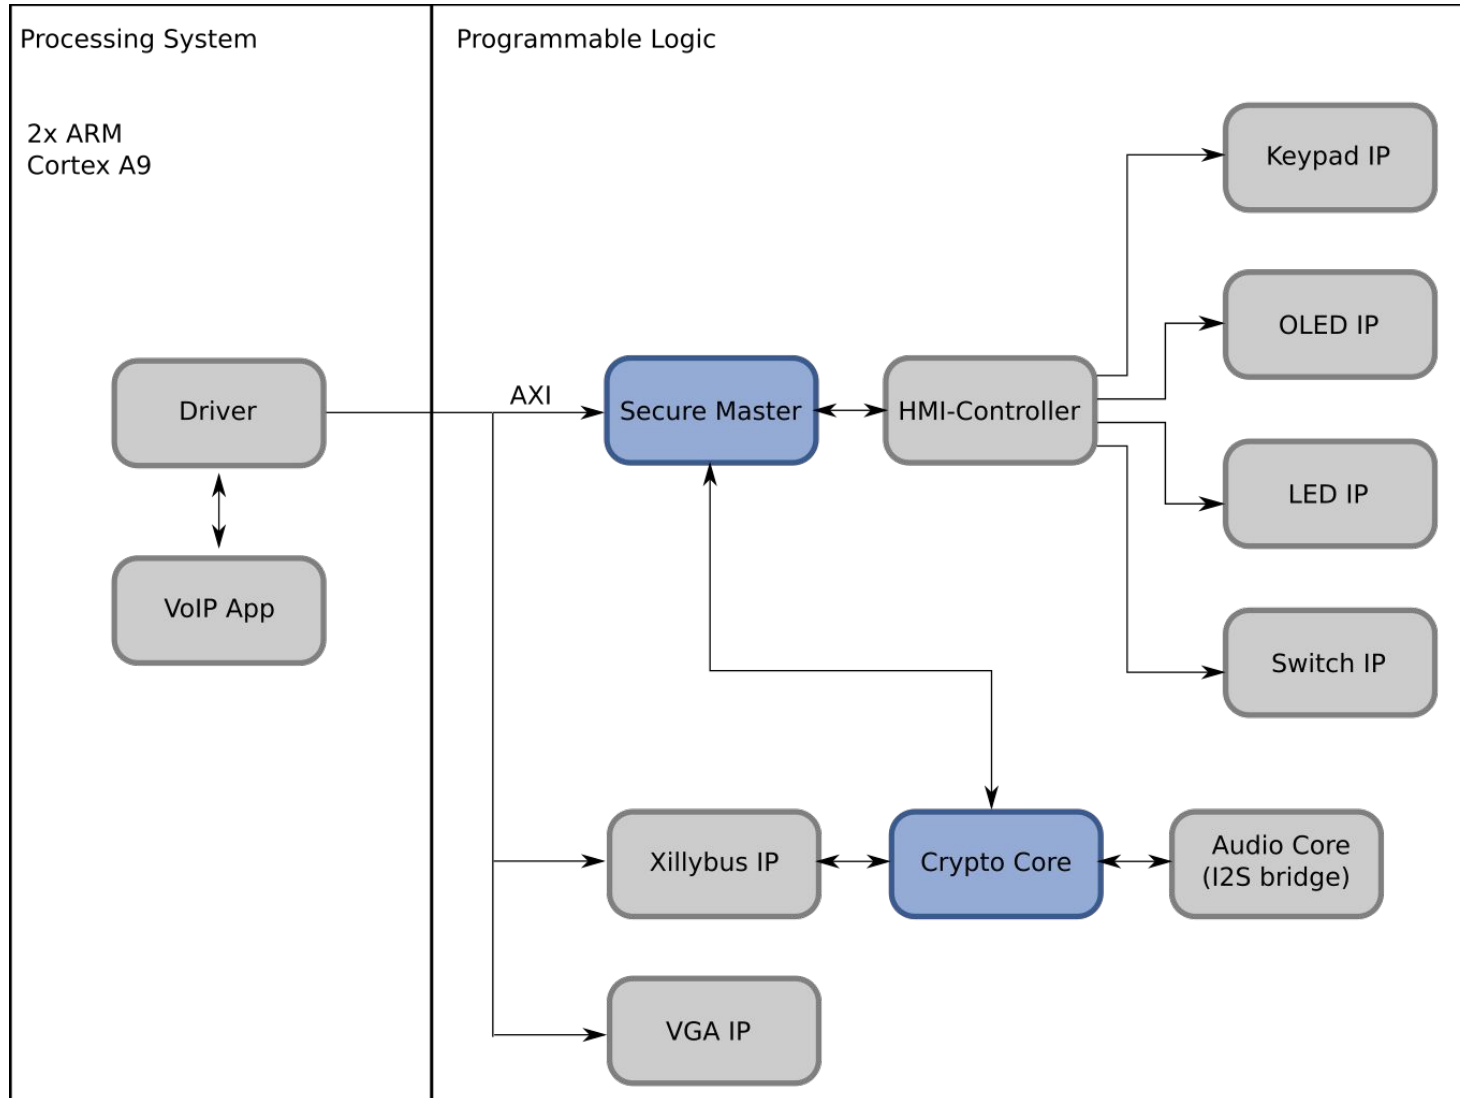 Processing System
Programmable Logic
2x ARM
Cortex A9
Keypad IP
OLED IP
AXI
Driver
Secure Master
HMI-Controller
LED IP
VoIP App
Switch IP
Xillybus IP
Crypto Core
Audio Core
(I2S bridge)
VGA IP